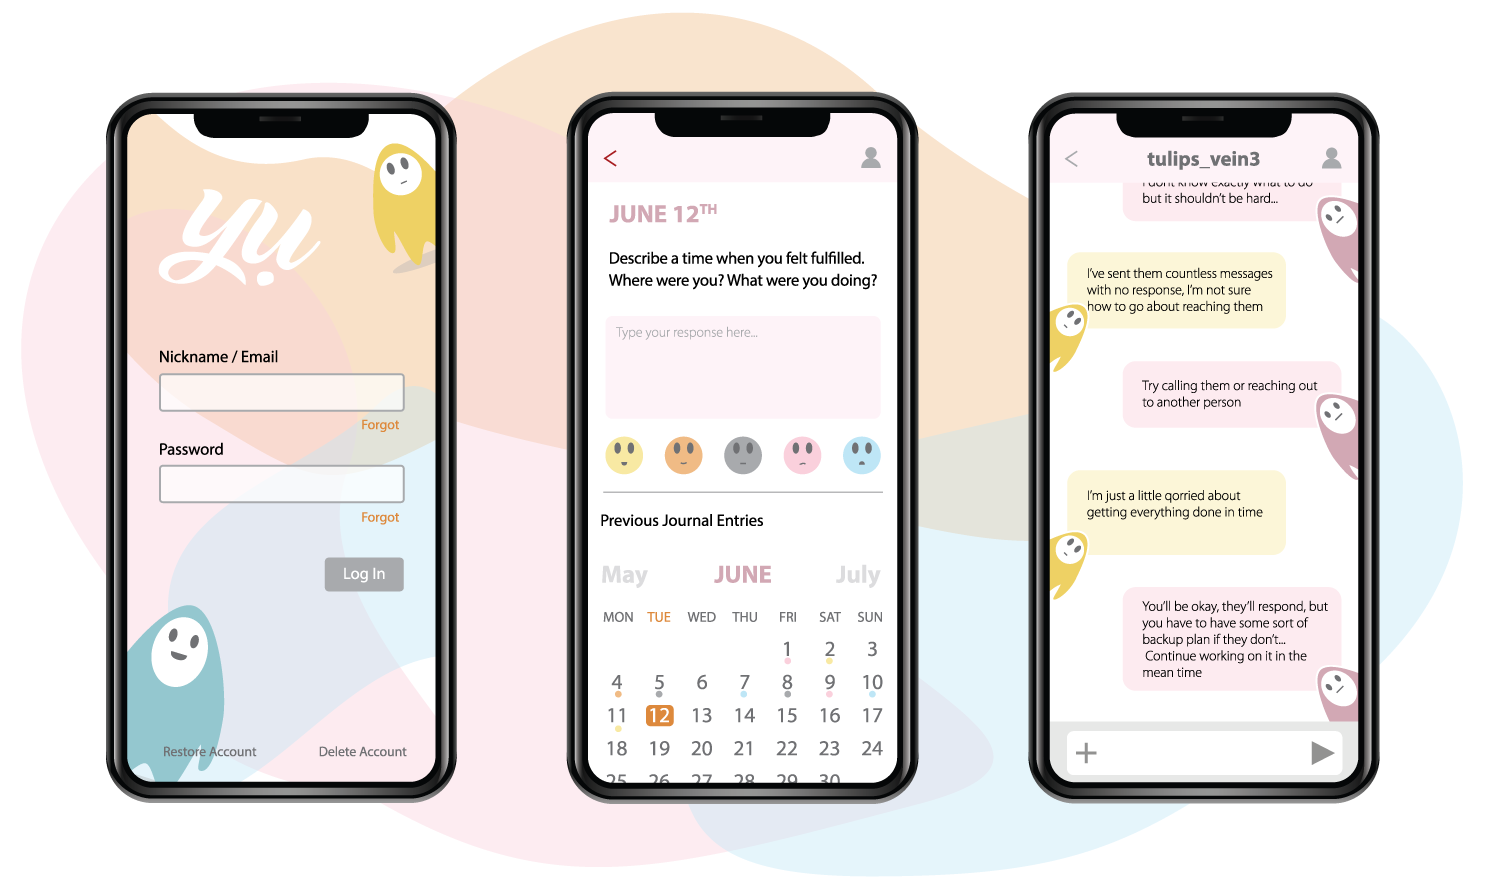 yu
Nickname / Email
Forgot
Password
Forgot
Log In
Restore Account
Delete Account
JUNE 12TH
Describe a time when you felt fulfilled.
Where were you? What were you doing?
Type your response here...
Previous Journal Entries
May JUNE July
MON TUE WED THU FRI SAT SUN
1 2 3
4 5 6 7 8 9 10
11 12 13 14 15 16 17
18 19 20 21 22 23 24
25 26 27 28 29 30
tulips_vein3
I dont know exactly what to do
but it shouldn't be hard...
I've sent them countless messages
with no response, I'm not sure
how to go about reaching them
Try calling them or reaching out
to another person
I'm just a little qorried about
getting everything done in time
You'll be okay, they'll respond, but
you have to have some sort of
backup plan if they don't...
Continue working on it in the
mean time